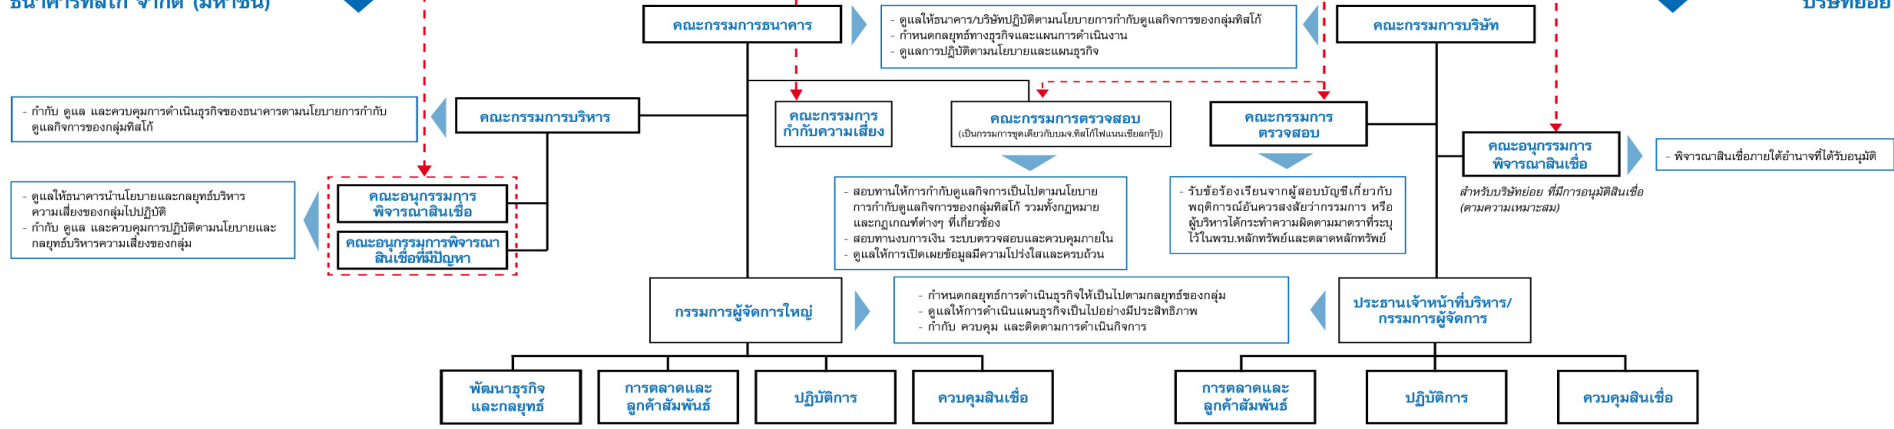 ธนาคารทิสโก้ จำกัด (มหาชน)
บริษัทย่อย
คณะกรรมการธนาคาร
- ดูแลให้ธนาคาร/บริษัทปฏิบัติตามนโยบายการกำกับดูแลกิจการของกลุ่มทิสโก้
- กำหนดกลยุทธ์ทางธุรกิจและแผนการดำเนินงาน
- ดูแลการปฏิบัติตามนโยบายและแผนธุรกิจ
คณะกรรมการบริษัท
- กำกับ ดูแล และควบคุมการดำเนินธุรกิจของธนาคารตามนโยบายการกำกับ
ดูแลกิจการของกลุ่มทิสโก้
คณะกรรมการบริหาร
คณะกรรมการ
กำกับความเสี่ยง
คณะกรรมการตรวจสอบ
(เป็นกรรมการชุดเดียวกับบมจ.ทิสโก้ไฟแนนเชียลกรุ๊ป)
คณะกรรมการ
ตรวจสอบ
คณะอนุกรรมการ
พิจารณาสินเชื่อ
- พิจารณาสินเชื่อภายใต้อำนาจที่ได้รับอนุมัติ
สำหรับบริษัทย่อย ที่มีการอนุมัติสินเชื่อ
(ตามความเหมาะสม)
- ดูแลให้ธนาคารนำนโยบายและกลยุทธ์บริหาร
ความเสี่ยงของกลุ่มไปปฏิบัติ
- กำกับ ดูแล และควบคุมการปฏิบัติตามนโยบายและ
กลยุทธ์บริหารความเสี่ยงของกลุ่ม
คณะอนุกรรมการ
พิจารณาสินเชื่อ
คณะอนุกรรมการพิจารณา
สินเชื่อที่มีปัญหา
- สอบทานให้การกำกับดูแลกิจการเป็นไปตามนโยบาย
การกำกับดูแลกิจการของกลุ่มทิสโก้ รวมทั้งกฎหมาย
และกฎเกณฑ์ต่างๆ ที่เกี่ยวข้อง
- สอบทานงบการเงิน ระบบตรวจสอบและควบคุมภายใน
- ดูแลให้การเปิดเผยข้อมูลมีความโปร่งใสและครบถ้วน
- รับข้อร้องเรียนจากผู้สอบบัญชีเกี่ยวกับ
พฤติการณ์อันควรสงสัยว่ากรรมการ หรือ
ผู้บริหารได้กระทำความผิดตามมาตราที่ระบุ
ไว้ในพรบ.หลักทรัพย์และตลาดหลักทรัพย์
กรรมการผู้จัดการใหญ่
- กำหนดกลยุทธ์การดำเนินธุรกิจให้เป็นไปตามกลยุทธ์ของกลุ่ม
- ดูแลให้การดำเนินแผนธุรกิจเป็นไปอย่างมีประสิทธิภาพ
- กำกับ ควบคุม และติดตามการดำเนินกิจการ
ประธานเจ้าหน้าที่บริหาร/
กรรมการผู้จัดการ
พัฒนาธุรกิจ
และกลยุทธ์
การตลาดและ
ลูกค้าสัมพันธ์
ปฏิบัติการ
ควบคุมสินเชื่อ
การตลาดและ
ลูกค้าสัมพันธ์
ปฏิบัติการ
ควบคุมสินเชื่อ